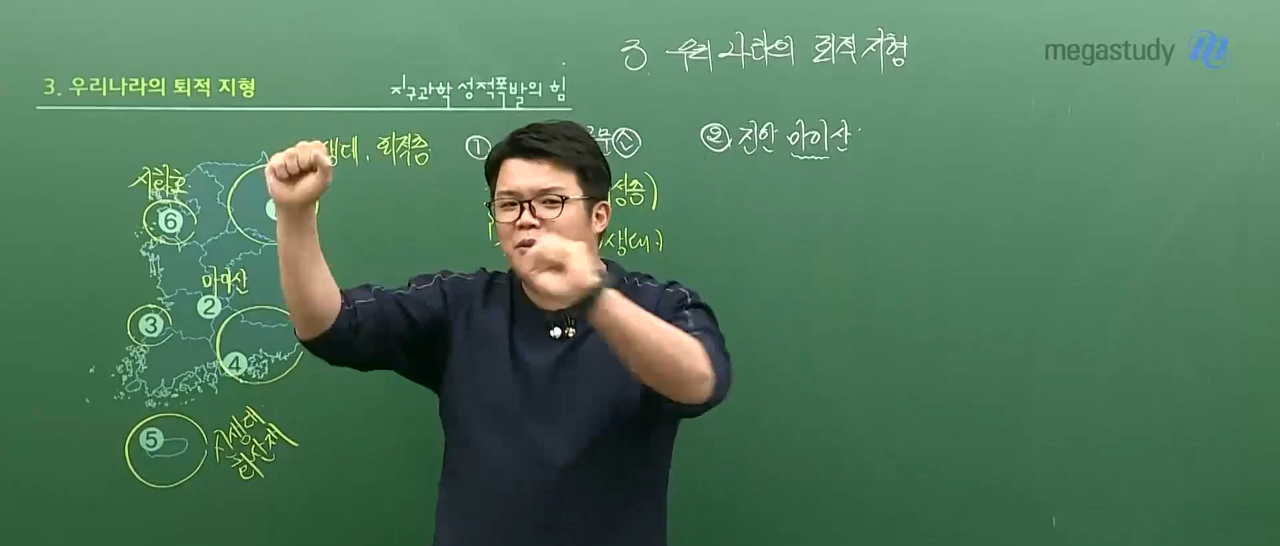 3. 우리나라의 퇴적 지형
megastudy
3. 우리나라의 퇴적 지형
지구과학 성적폭발의 힘
생대. 퇴적층
①
② 진안 마이산
시화호
성층)
⑥
생대:)
마이산
②
③
④
⑤
신생대
화산재